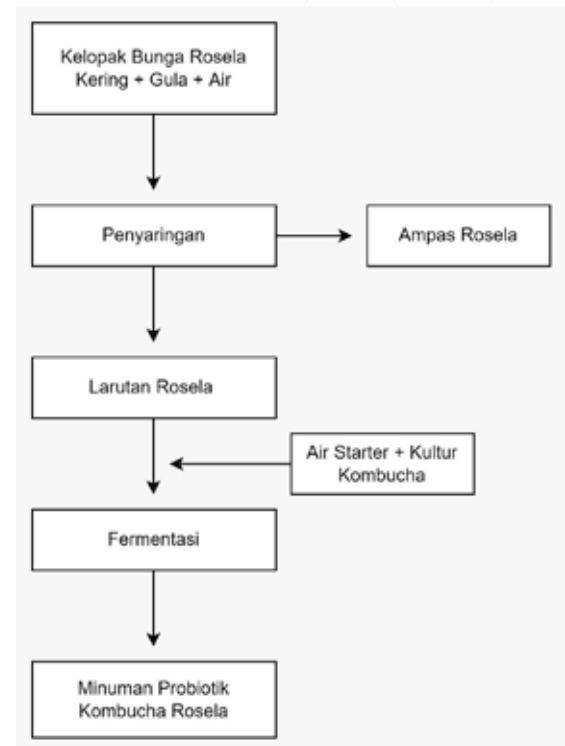 Kelopak Bunga Rosela
Kering + Gula + Air
Penyaringan
Ampas Rosela
Larutan Rosela
Air Starter + Kultur
Kombucha
Fermentasi
Minuman Probiotik
Kombucha Rosela